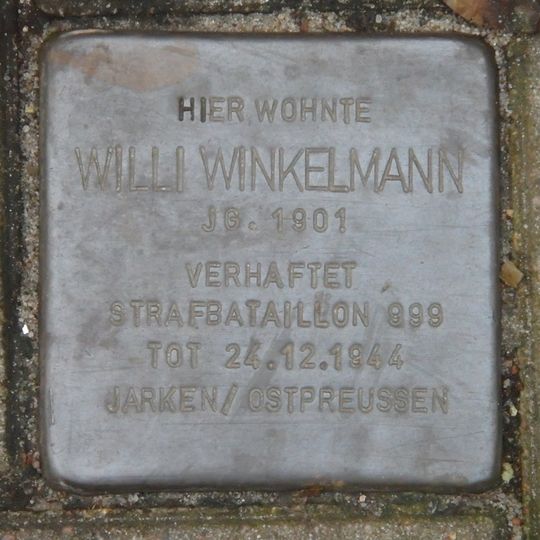 HIER WOHNTE
WILLI WINKELMANN
JG. 1901
VERHAFTET
STRAFBATAILLON 999
TOT 24.12.1944
JARKEN/OSTPREUSSEN